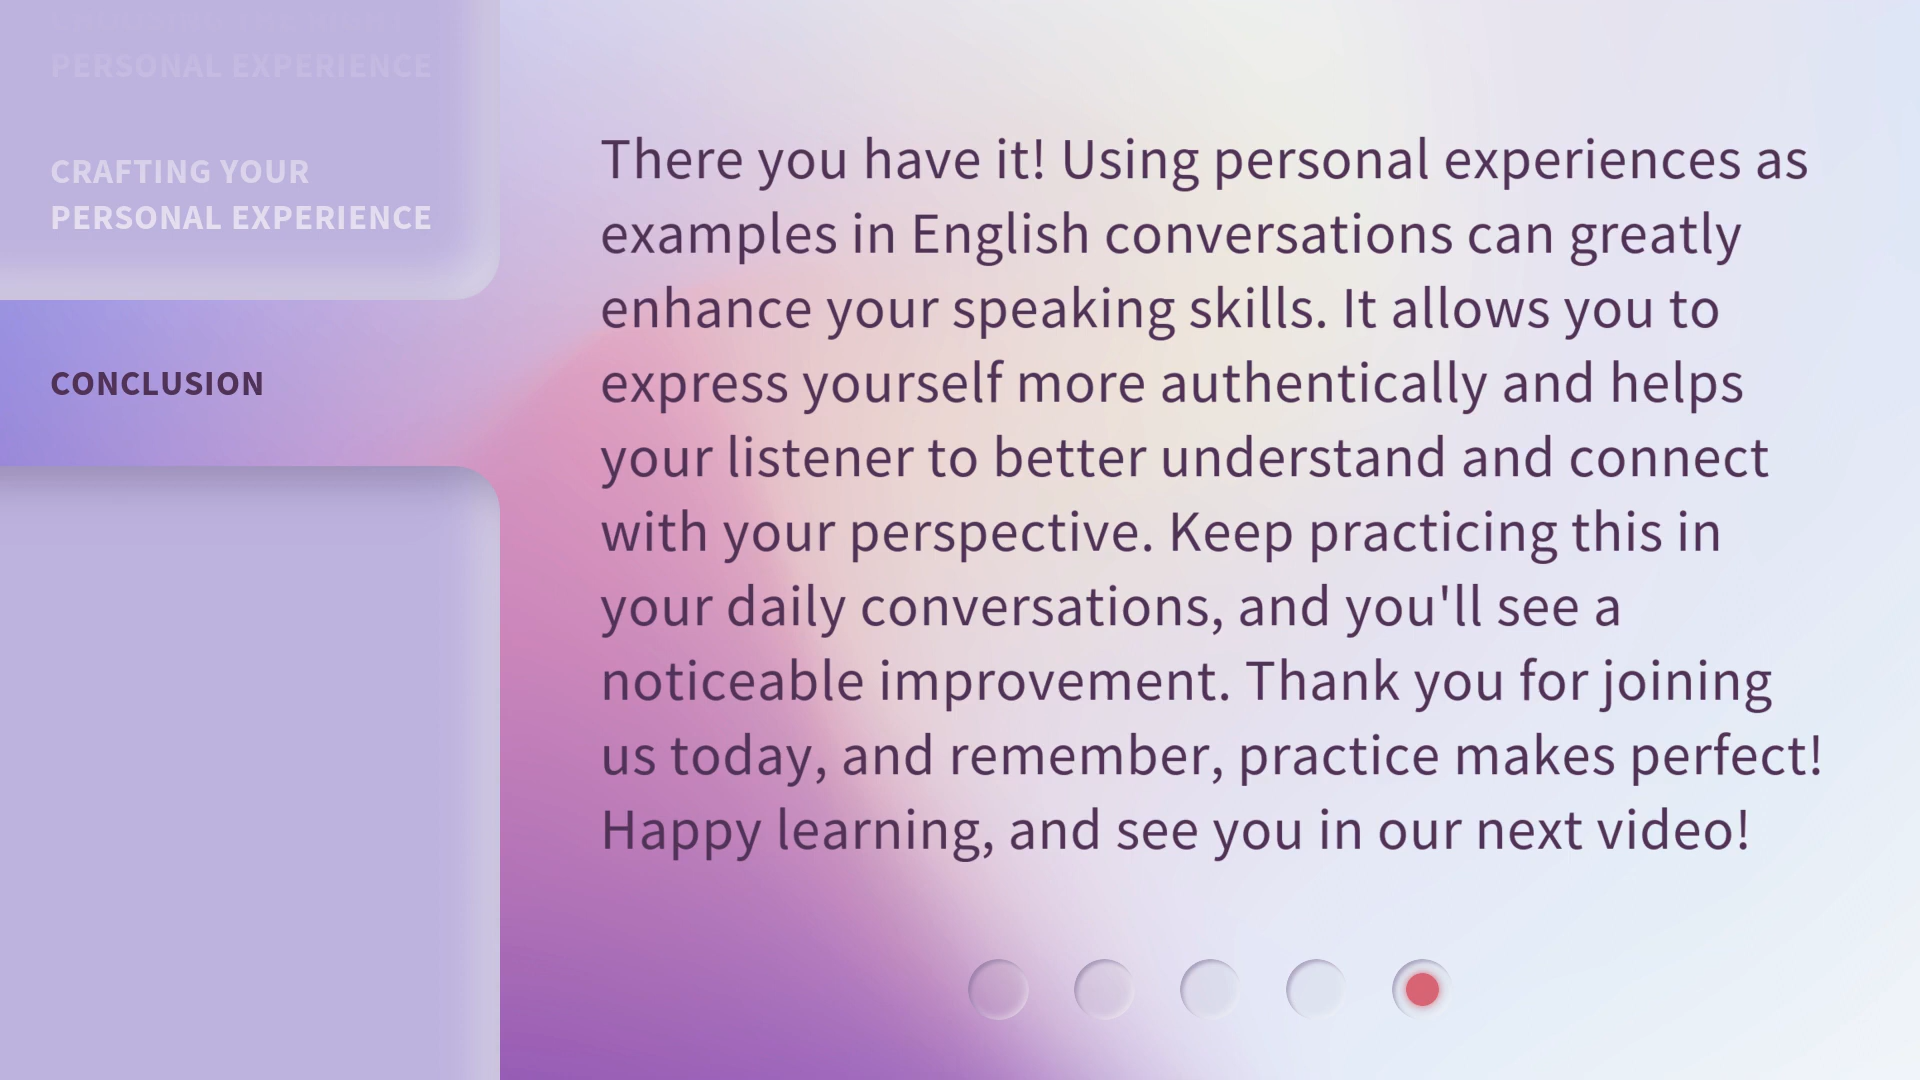 PERSONAL EXPERIENCE
CRAFTING YOUR
PERSONAL EXPERIENCE
CONCLUSION
There you have it! Using personal experiences as
examples in English conversations can greatly
enhance your speaking skills. It allows you to
express yourself more authentically and helps
your listener to better understand and connect
with your perspective. Keep practicing this in
your daily conversations, and you'll see a
noticeable improvement. Thank you for joining
us today, and remember, practice makes perfect!
Happy learning, and see you in our next video!